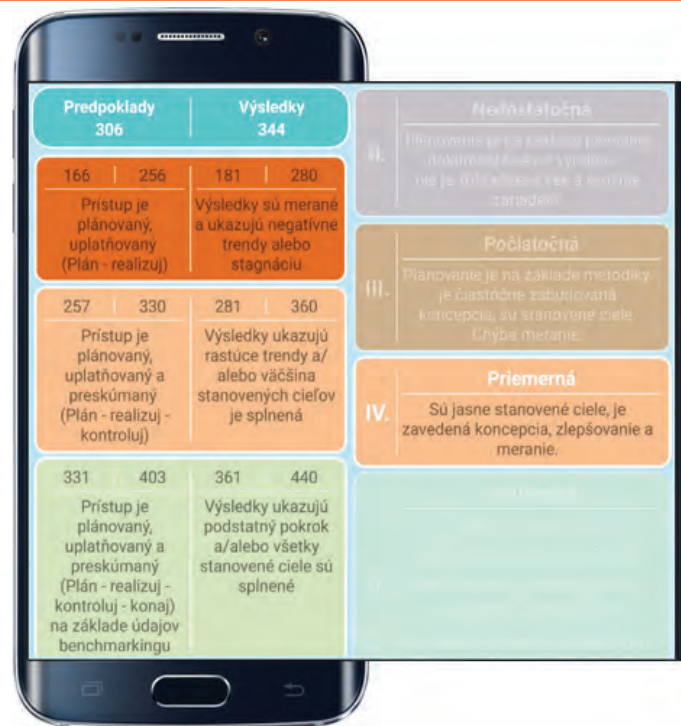 Predpoklady
306
Výsledky
344
166 | 256
Prístup je
plánovaný,
uplatňovaný
(Plán - realizuj)
181 | 280
Výsledky sú merané
a ukazujú negatívne
trendy alebo
stagnáciu
257 | 330
Prístup je
plánovaný,
uplatňovaný a
preskúmaný
(Plán - realizuj -
kontroluj)
281 | 360
Výsledky ukazujú
rastúce trendy a/
alebo väčšina
stanovených cieľov
je splnená
331 403
Prístup je
plánovaný,
uplatňovaný a
preskúmaný
(Plán - realizuj -
kontroluj - konaj)
na základe údajov
benchmarkingu
361 440
Výsledky ukazujú
podstatný pokrok
a/alebo všetky
stanovené ciele sú
splnené
II.
Nedostatočná
III.
Počiatočná
Plánovanie je na základe metodiky
je čiastočne zabudovaná
koncepcia, sú stanovené ciele.
Chýba meranie.
IV.
Priemerná
Sú jasne stanovené ciele, je
zavedená koncepcia, zlepšovanie a
meranie.